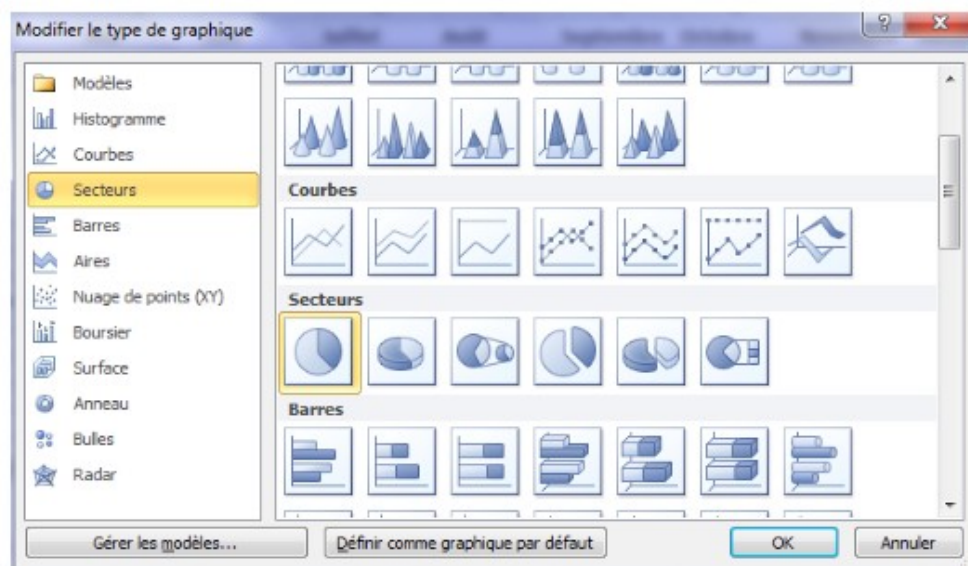 Modifier le type de graphique
Modèles
Histogramme
Courbes
Secteurs
Barres
Aires
Nuage de points (XY)
Boursier
Surface
Anneau
Bulles
Radar
Courbes
Secteurs
Barres
Gérer les modèles...
Définir comme graphique par défaut
OK
Annuler